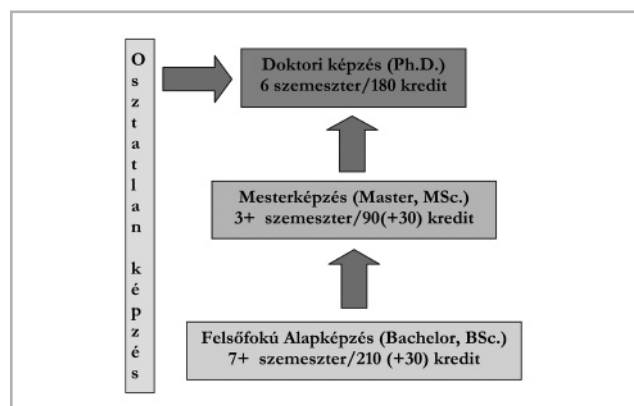 Osztatlan képzés
Doktori képzés (Ph.D.)
6 szemeszter/180 kredit
Mesterképzés (Master, MSc.)
3+ szemeszter/90(+30) kredit
Felsőfokú Alapképzés (Bachelor, BSc.)
7+ szemeszter/210 (+30) kredit